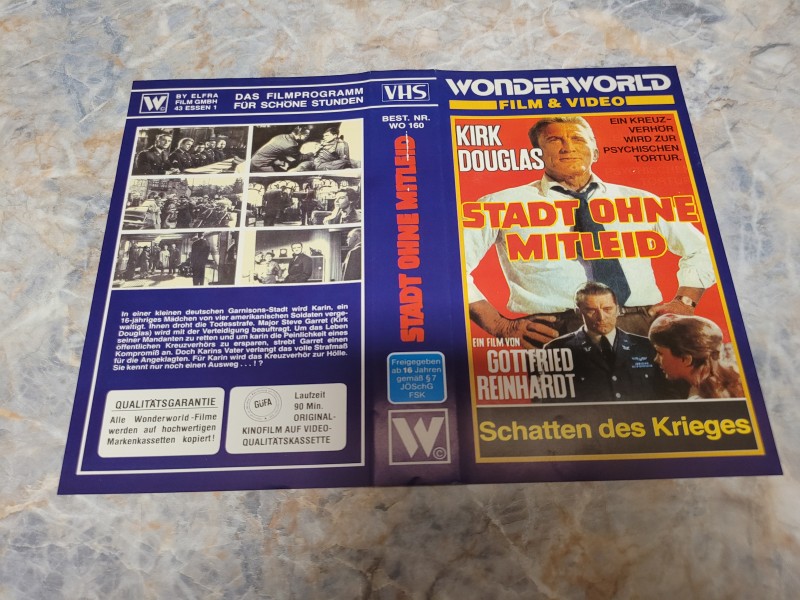 W
©
BY ELFRA
FILM GMBH
43 ESSEN 1
DAS FILMPROGRAMM
FÜR SCHÖNE STUNDEN
In einer kleinen deutschen Garnisons-Stadt wird Karin, ein
16-jähriges Mädchen von vier amerikanischen Soldaten verge-
waltigt. Ihnen droht die Todesstrafe. Major Steve Garret (Kirk
Douglas) wird mit der Verteidigung beauftragt. Um das Leben
seiner Mandanten zu retten und um karin die Peinlichkeit eines
öffentlichen Kreuzverhörs zu ersparen, strebt Garret einen
Kompromiß an. Doch Karins Vater verlangt das volle Strafmaß
für die Angeklagten. Für Karin wird das Kreuzverhör zur Hölle.
Sie kennt nur noch einen Ausweg . . . ! ?
QUALITÄTSGARANTIE
Alle Wonderworld-Filme
werden auf hochwertigen
Markenkassetten kopiert!
GÜFA
Laufzeit
90 Min.
ORIGINAL-
KINOFILM AUF VIDEO-
QUALITÄTSKASSETTE
VHS
BEST. NR.
WO 160
STADT OHNE MITLEID
Freigegeben
ab 16 Jahren
gemäß § 7
JÖSchG
FSK
W
©
WONDERWORLD
FILM & VIDEO
KIRK
DOUGLAS
EIN KREUZ-
VERHÖR
WIRD ZUR
PSYCHISCHEN
TORTUR.
STADT OHNE
MITLEID
EIN FILM VON
GOTTFRIED
REINHARDT
Schatten des Krieges